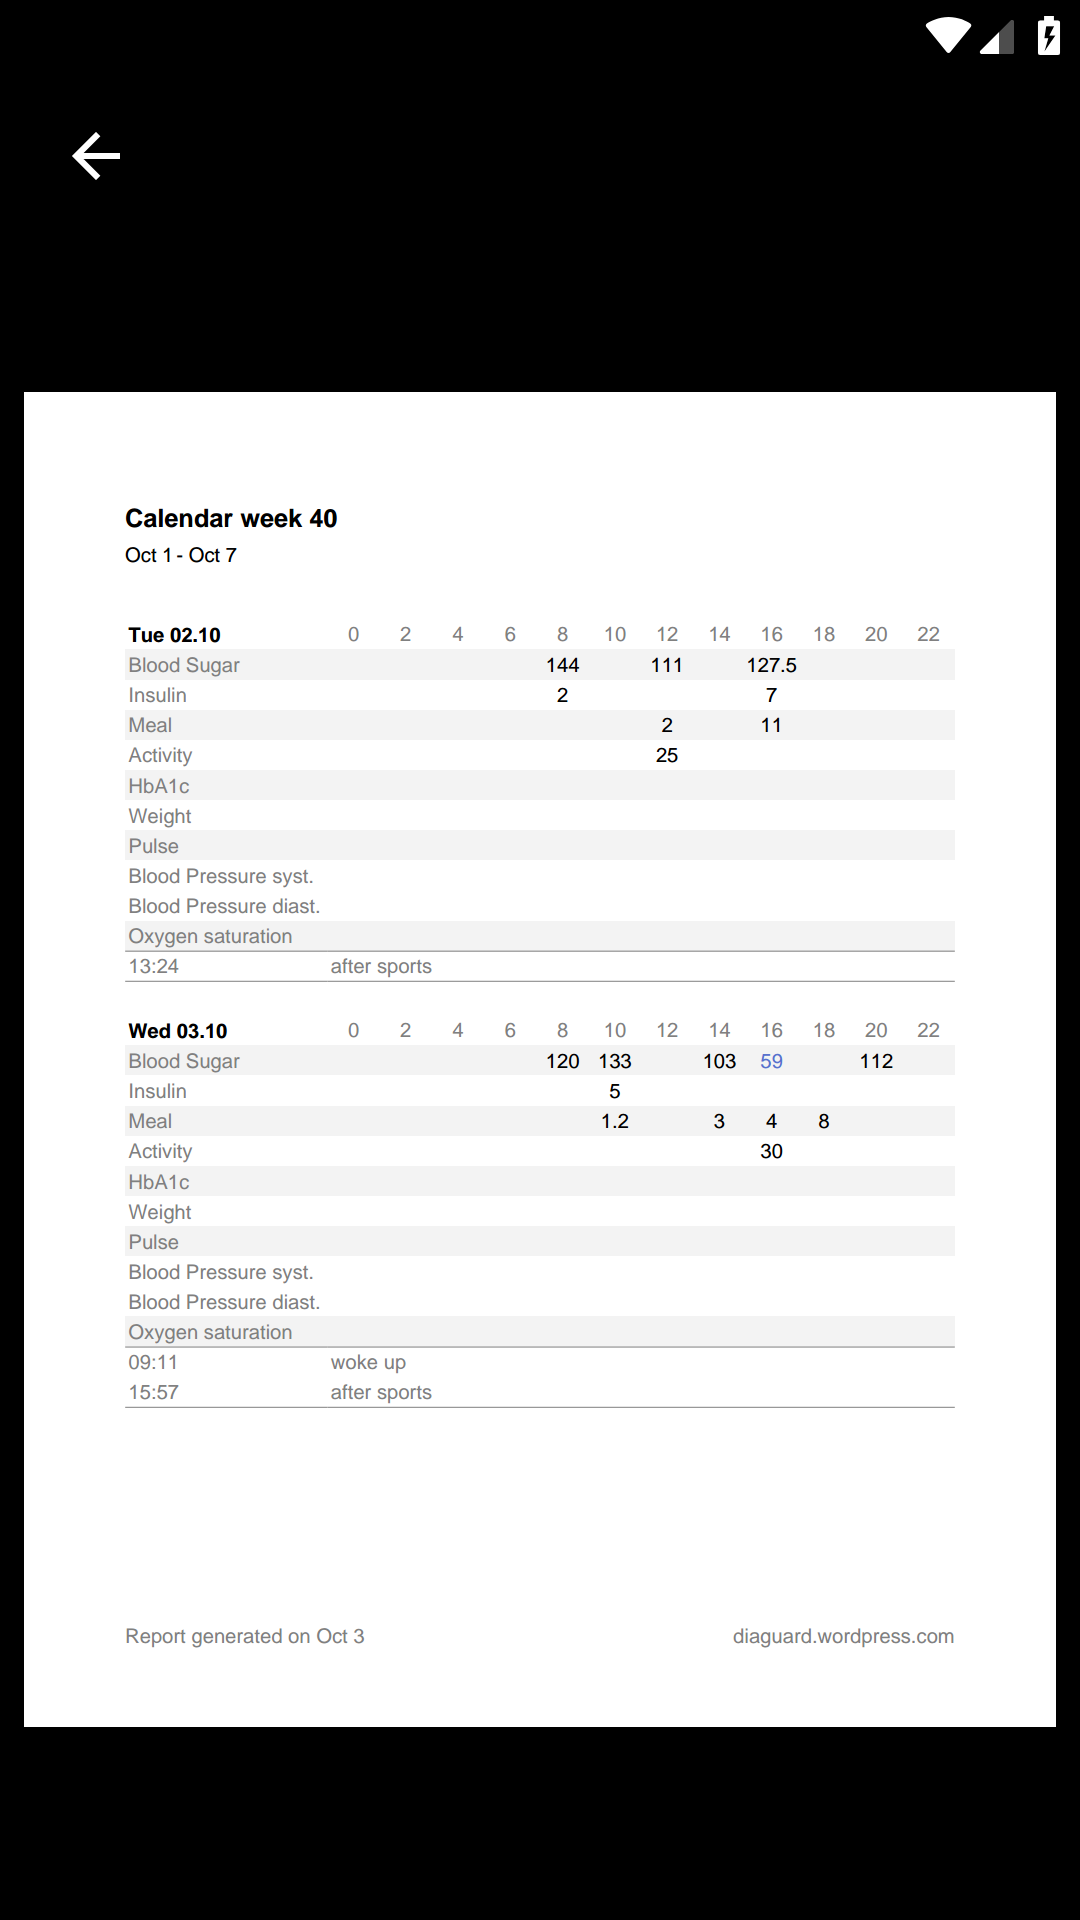 Calendar week 40
Oct 1 - Oct 7
Tue 02.10 0 2 4 6 8 10 12 14 16 18 20 22
Blood Sugar 144 111 127.5
Insulin 2 7
Meal 2 11
Activity 25
HbA1c
Weight
Pulse
Blood Pressure syst.
Blood Pressure diast.
Oxygen saturation
13:24 after sports
Wed 03.10 0 2 4 6 8 10 12 14 16 18 20 22
Blood Sugar 120 133 103 59 112
Insulin 5
Meal 1.2 3 4 8
Activity 30
HbA1c
Weight
Pulse
Blood Pressure syst.
Blood Pressure diast.
Oxygen saturation
09:11 woke up
15:57 after sports
Report generated on Oct 3 diaguard.wordpress.com